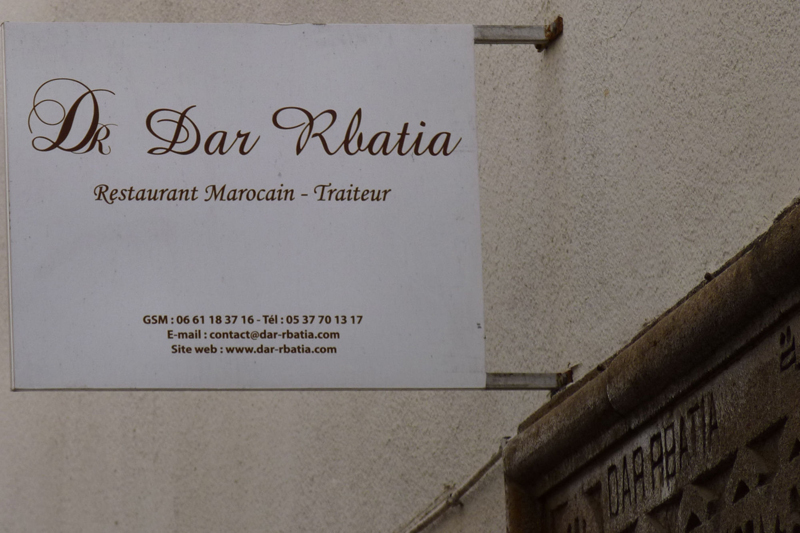 DR Dar Rbatia
Restaurant Marocain - Traiteur
GSM : 06 61 18 37 16 - Tél : 05 37 70 13 17
E-mail : contact@dar-rbatia.com
Site web : www.dar-rbatia.com
DAR RBATIA